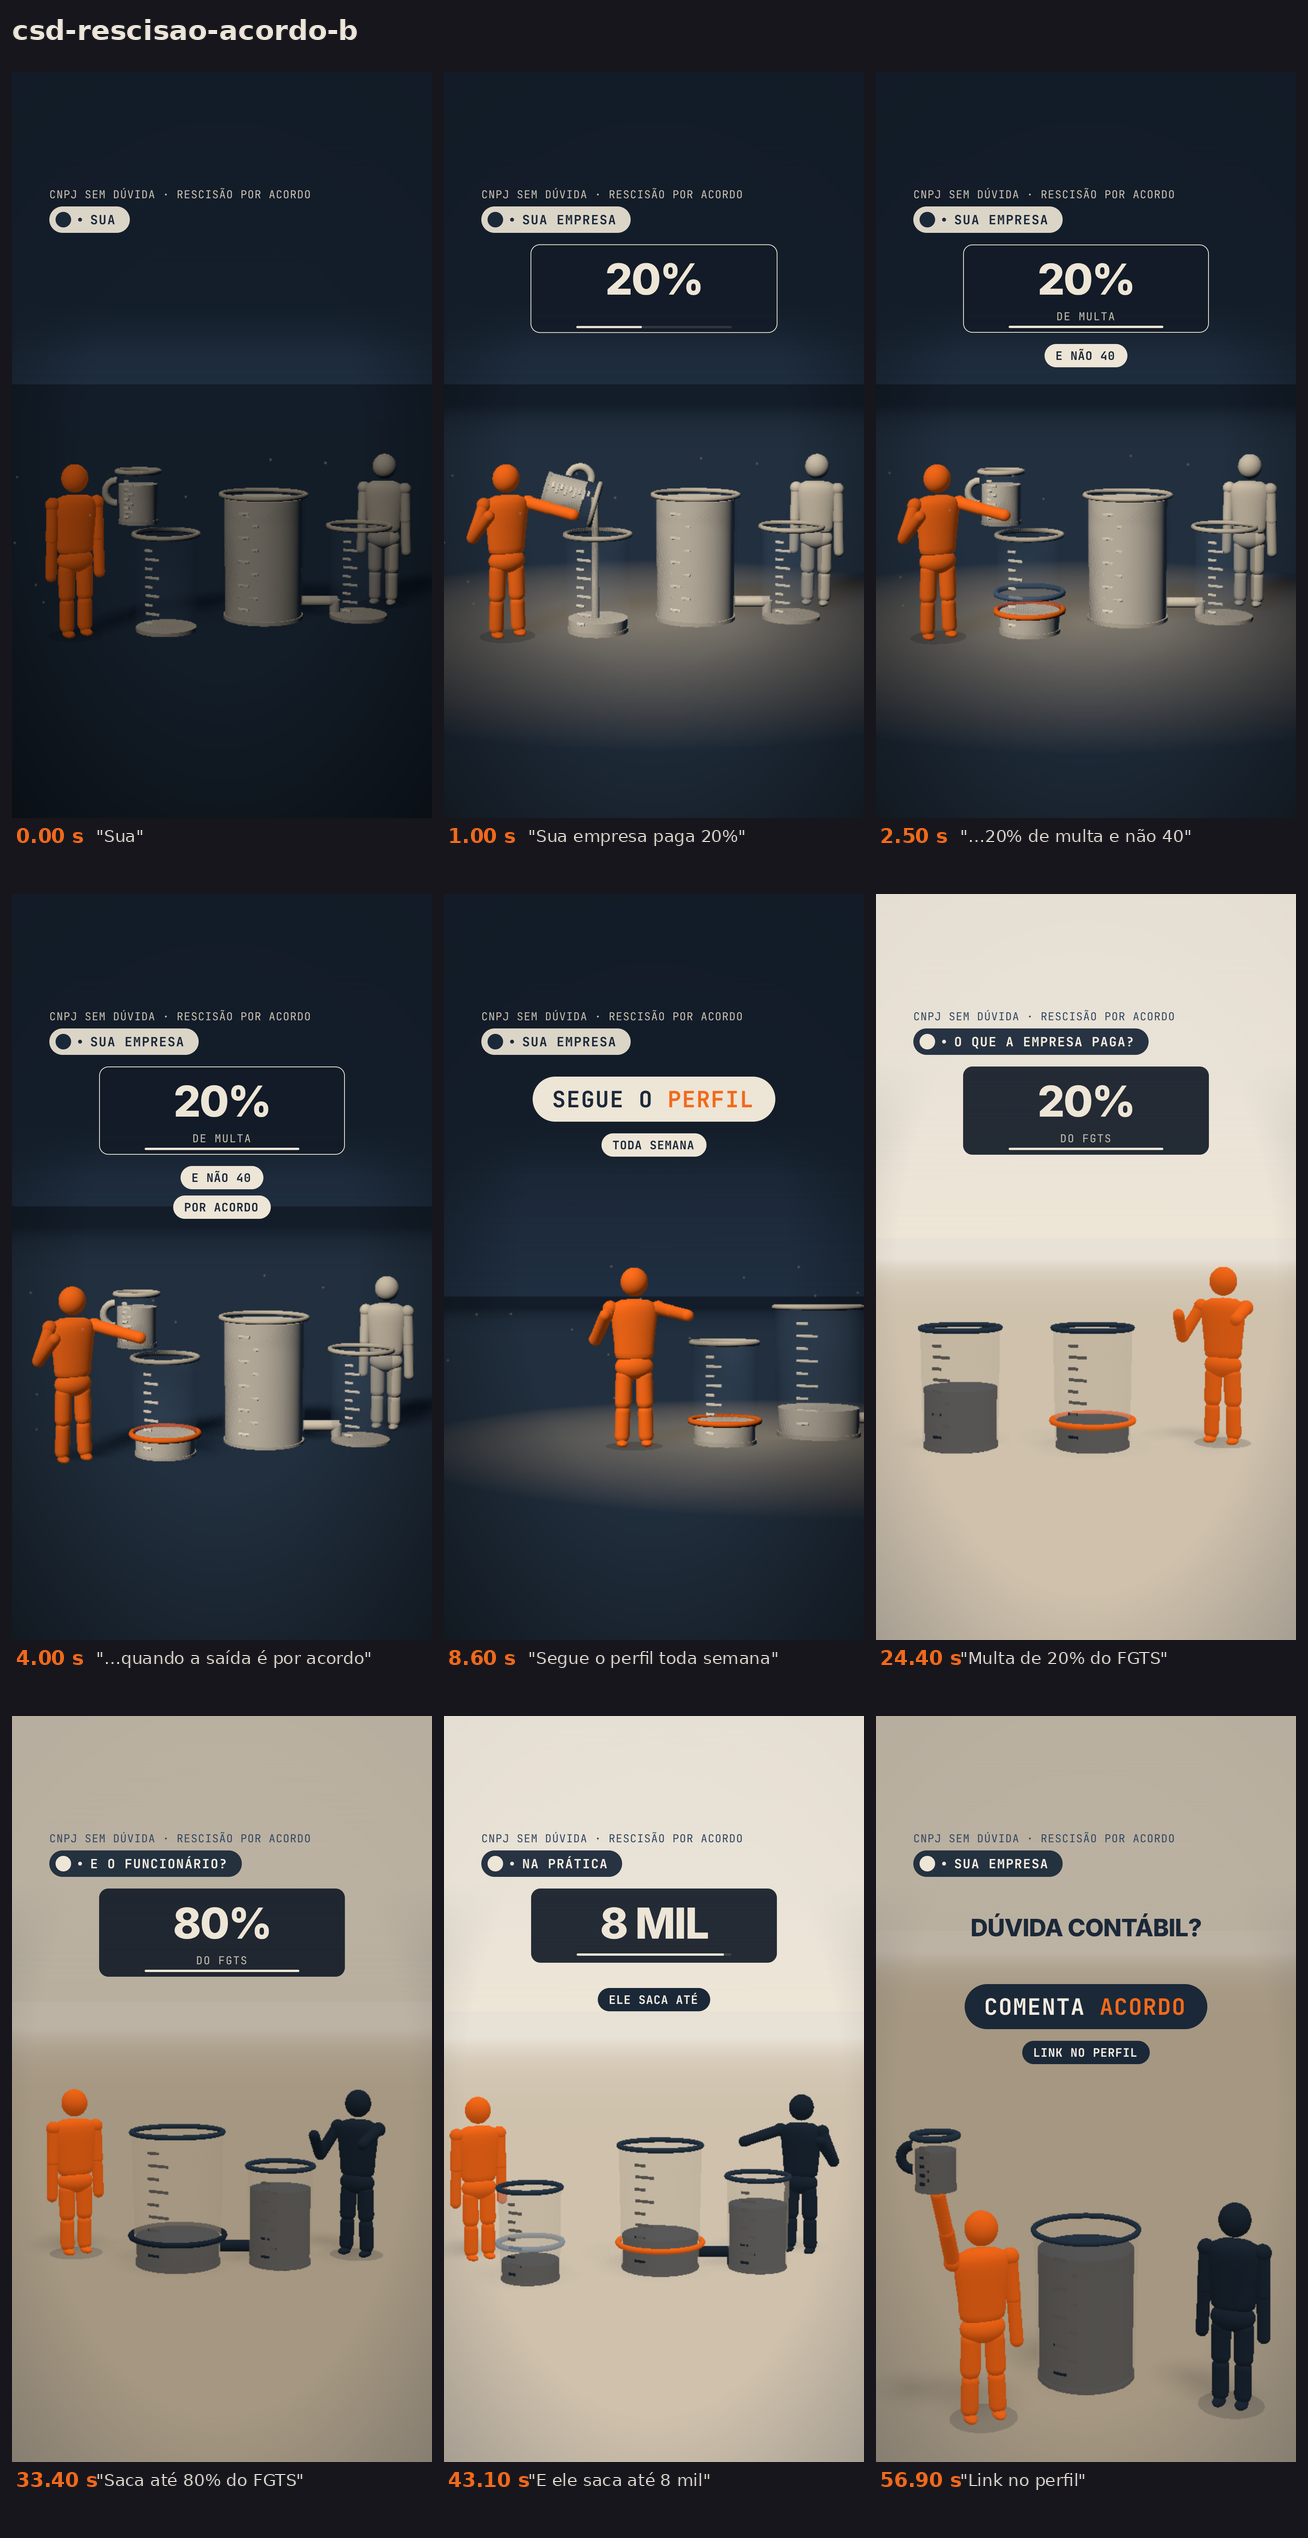 csd-rescisao-acordo-b
CNPJ SEM DÚVIDA · RESCISÃO POR ACORDO
• SUA
0.00 s "Sua"
CNPJ SEM DÚVIDA · RESCISÃO POR ACORDO
• SUA EMPRESA
20%
1.00 s "Sua empresa paga 20%"
CNPJ SEM DÚVIDA · RESCISÃO POR ACORDO
• SUA EMPRESA
20%
DE MULTA
E NÃO 40
2.50 s "...20% de multa e não 40"
CNPJ SEM DÚVIDA · RESCISÃO POR ACORDO
• SUA EMPRESA
20%
DE MULTA
E NÃO 40
POR ACORDO
4.00 s "...quando a saída é por acordo"
CNPJ SEM DÚVIDA · RESCISÃO POR ACORDO
• SUA EMPRESA
SEGUE O PERFIL
TODA SEMANA
8.60 s "Segue o perfil toda semana"
CNPJ SEM DÚVIDA · RESCISÃO POR ACORDO
• O QUE A EMPRESA PAGA?
20%
DO FGTS
24.40 s "Multa de 20% do FGTS"
CNPJ SEM DÚVIDA · RESCISÃO POR ACORDO
• E O FUNCIONÁRIO?
80%
DO FGTS
33.40 s "Saca até 80% do FGTS"
CNPJ SEM DÚVIDA · RESCISÃO POR ACORDO
• NA PRÁTICA
8 MIL
ELE SACA ATÉ
43.10 s "E ele saca até 8 mil"
CNPJ SEM DÚVIDA · RESCISÃO POR ACORDO
• SUA EMPRESA
DÚVIDA CONTÁBIL?
COMENTA ACORDO
LINK NO PERFIL
56.90 s "Link no perfil"